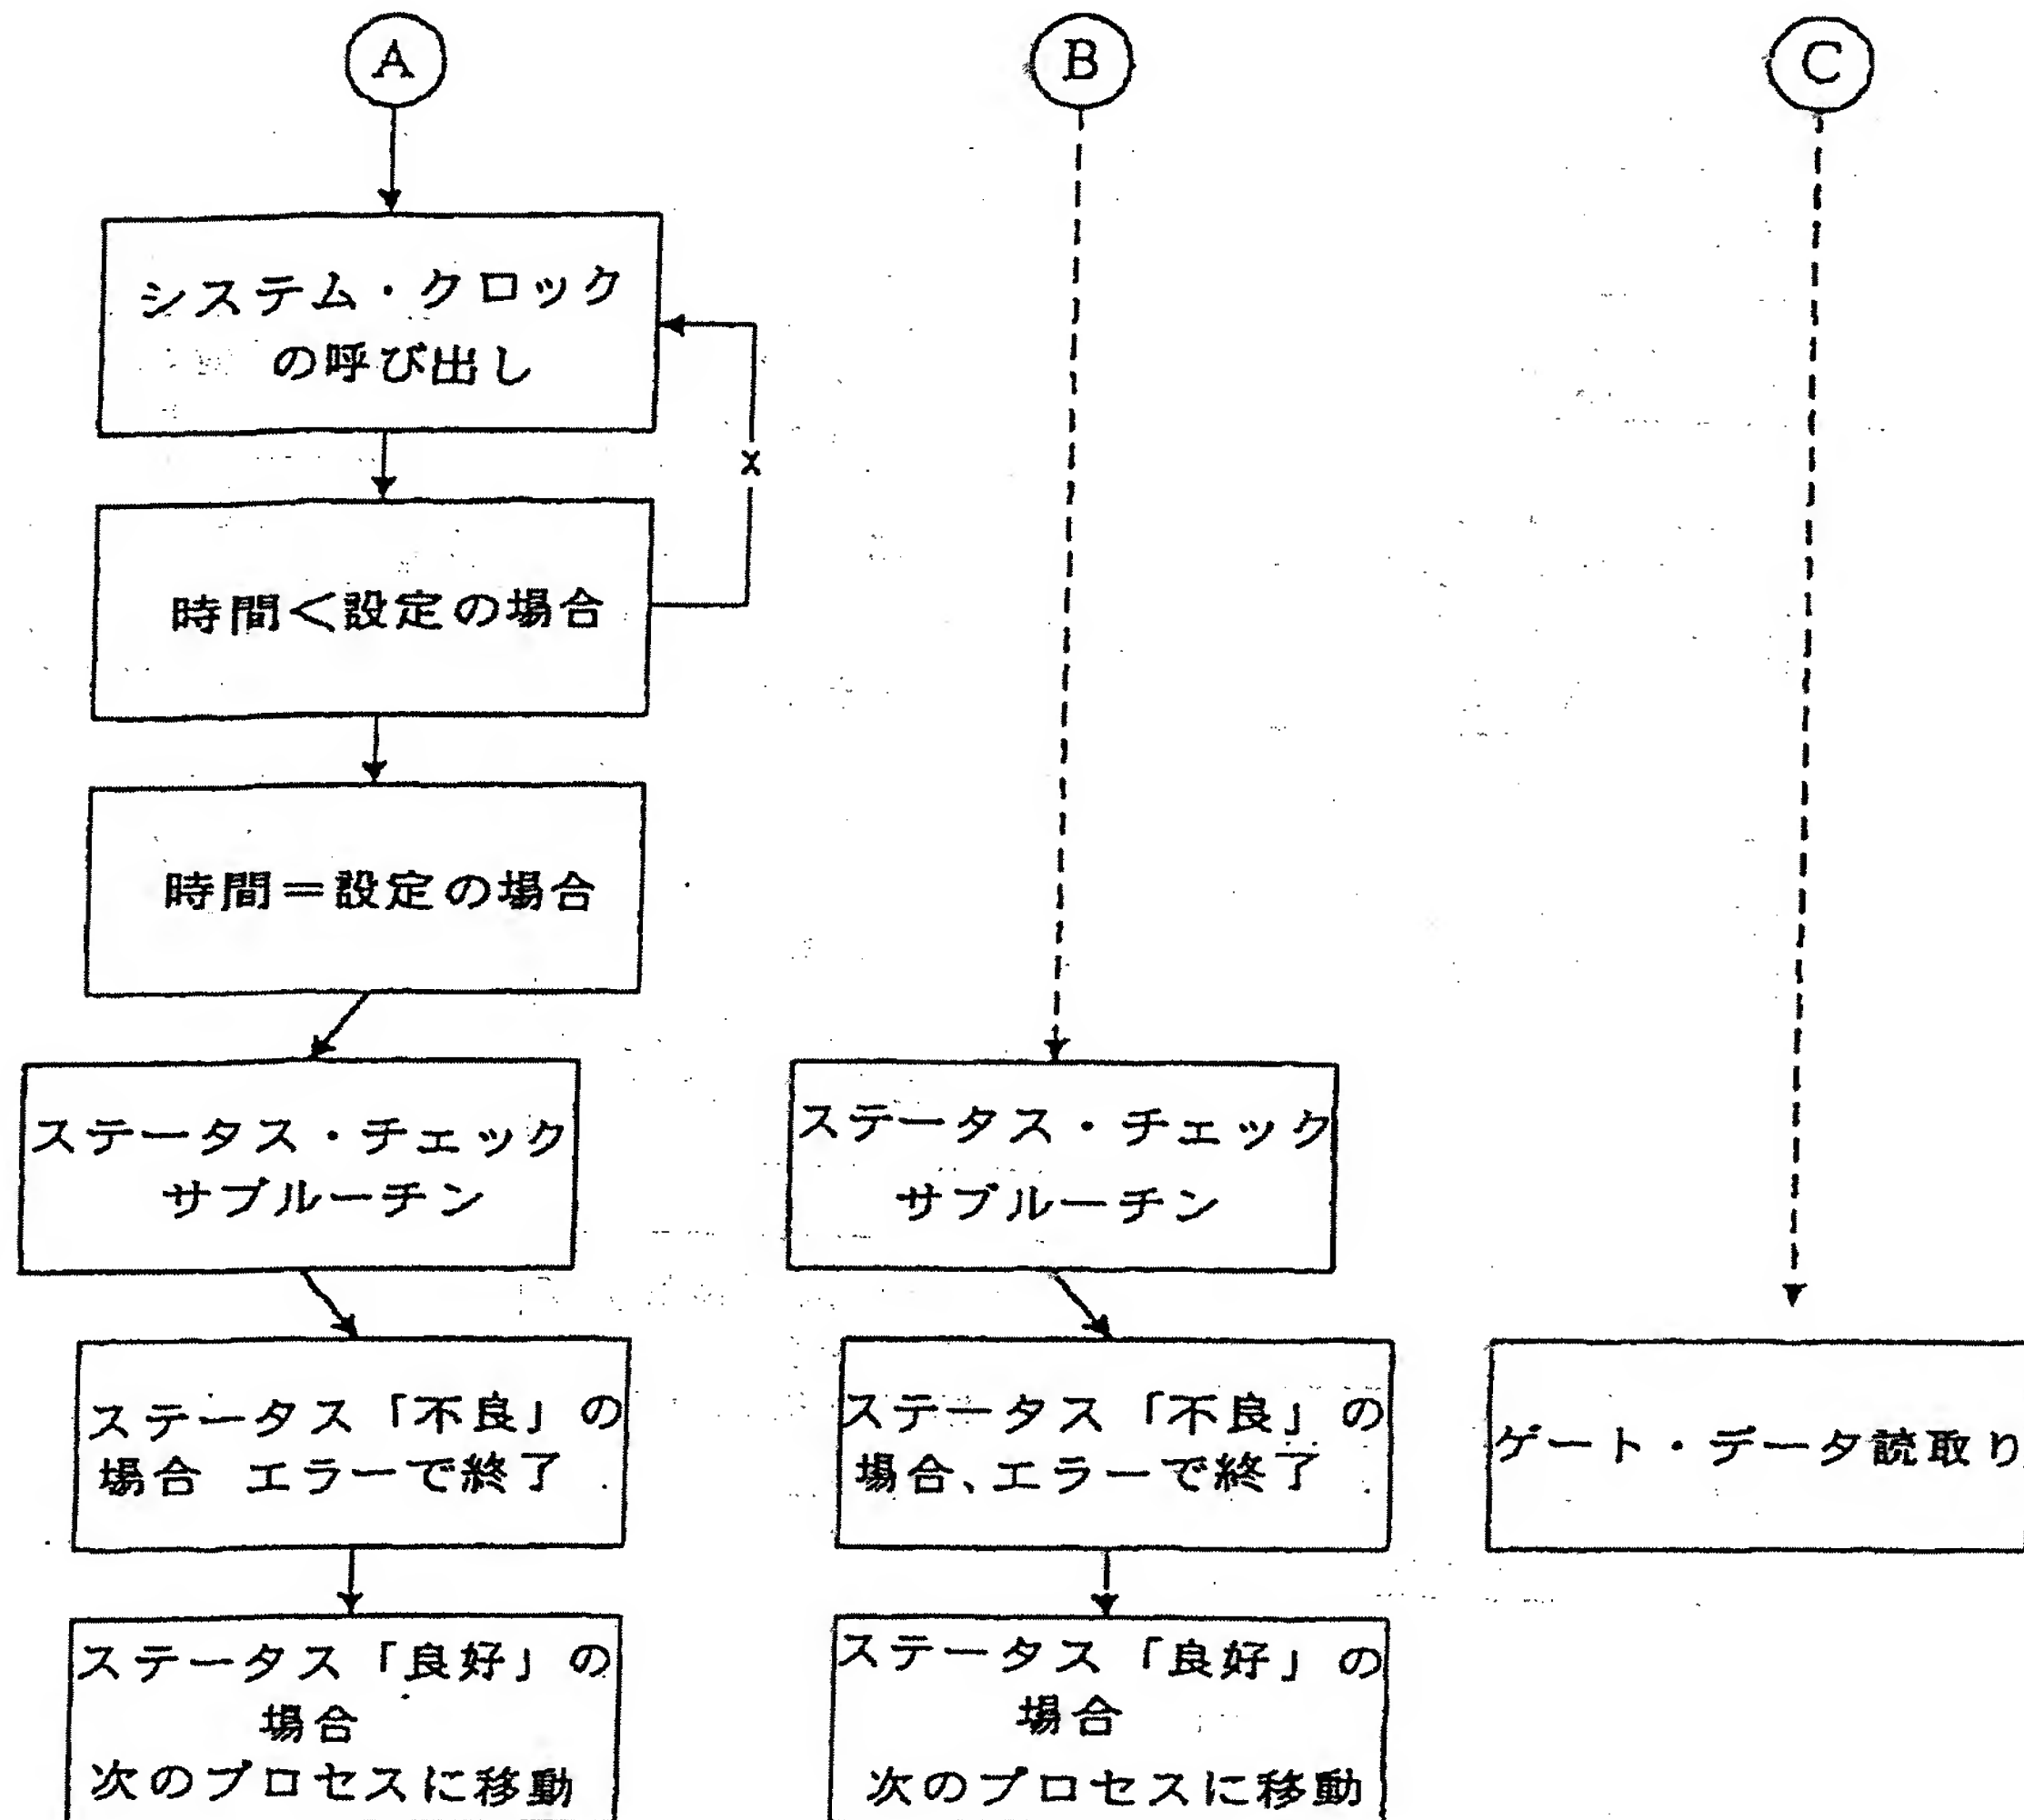 A
B
C
システム・クロック
の呼び出し
x
時間<設定の場合
時間=設定の場合
ステータス・チェック
サブルーチン
ステータス・チェック
サブルーチン
ステータス「不良」の
場合 エラーで終了
ステータス「不良」の
場合、エラーで終了
ゲート・データ読取り
ステータス「良好」の
場合
次のプロセスに移動
ステータス「良好」の
場合
次のプロセスに移動